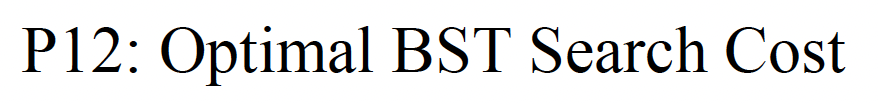 P12: Optimal BST Search Cost